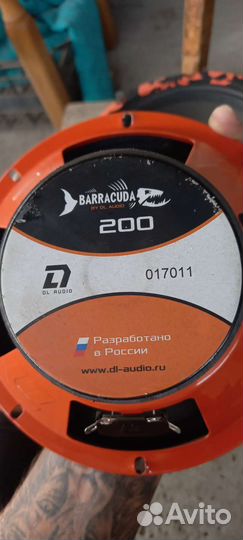 BARRACUDA
BY DL AUDIO
200
DL AUDIO
017011
Разработано
в России
www.dl-audio.ru
Avito